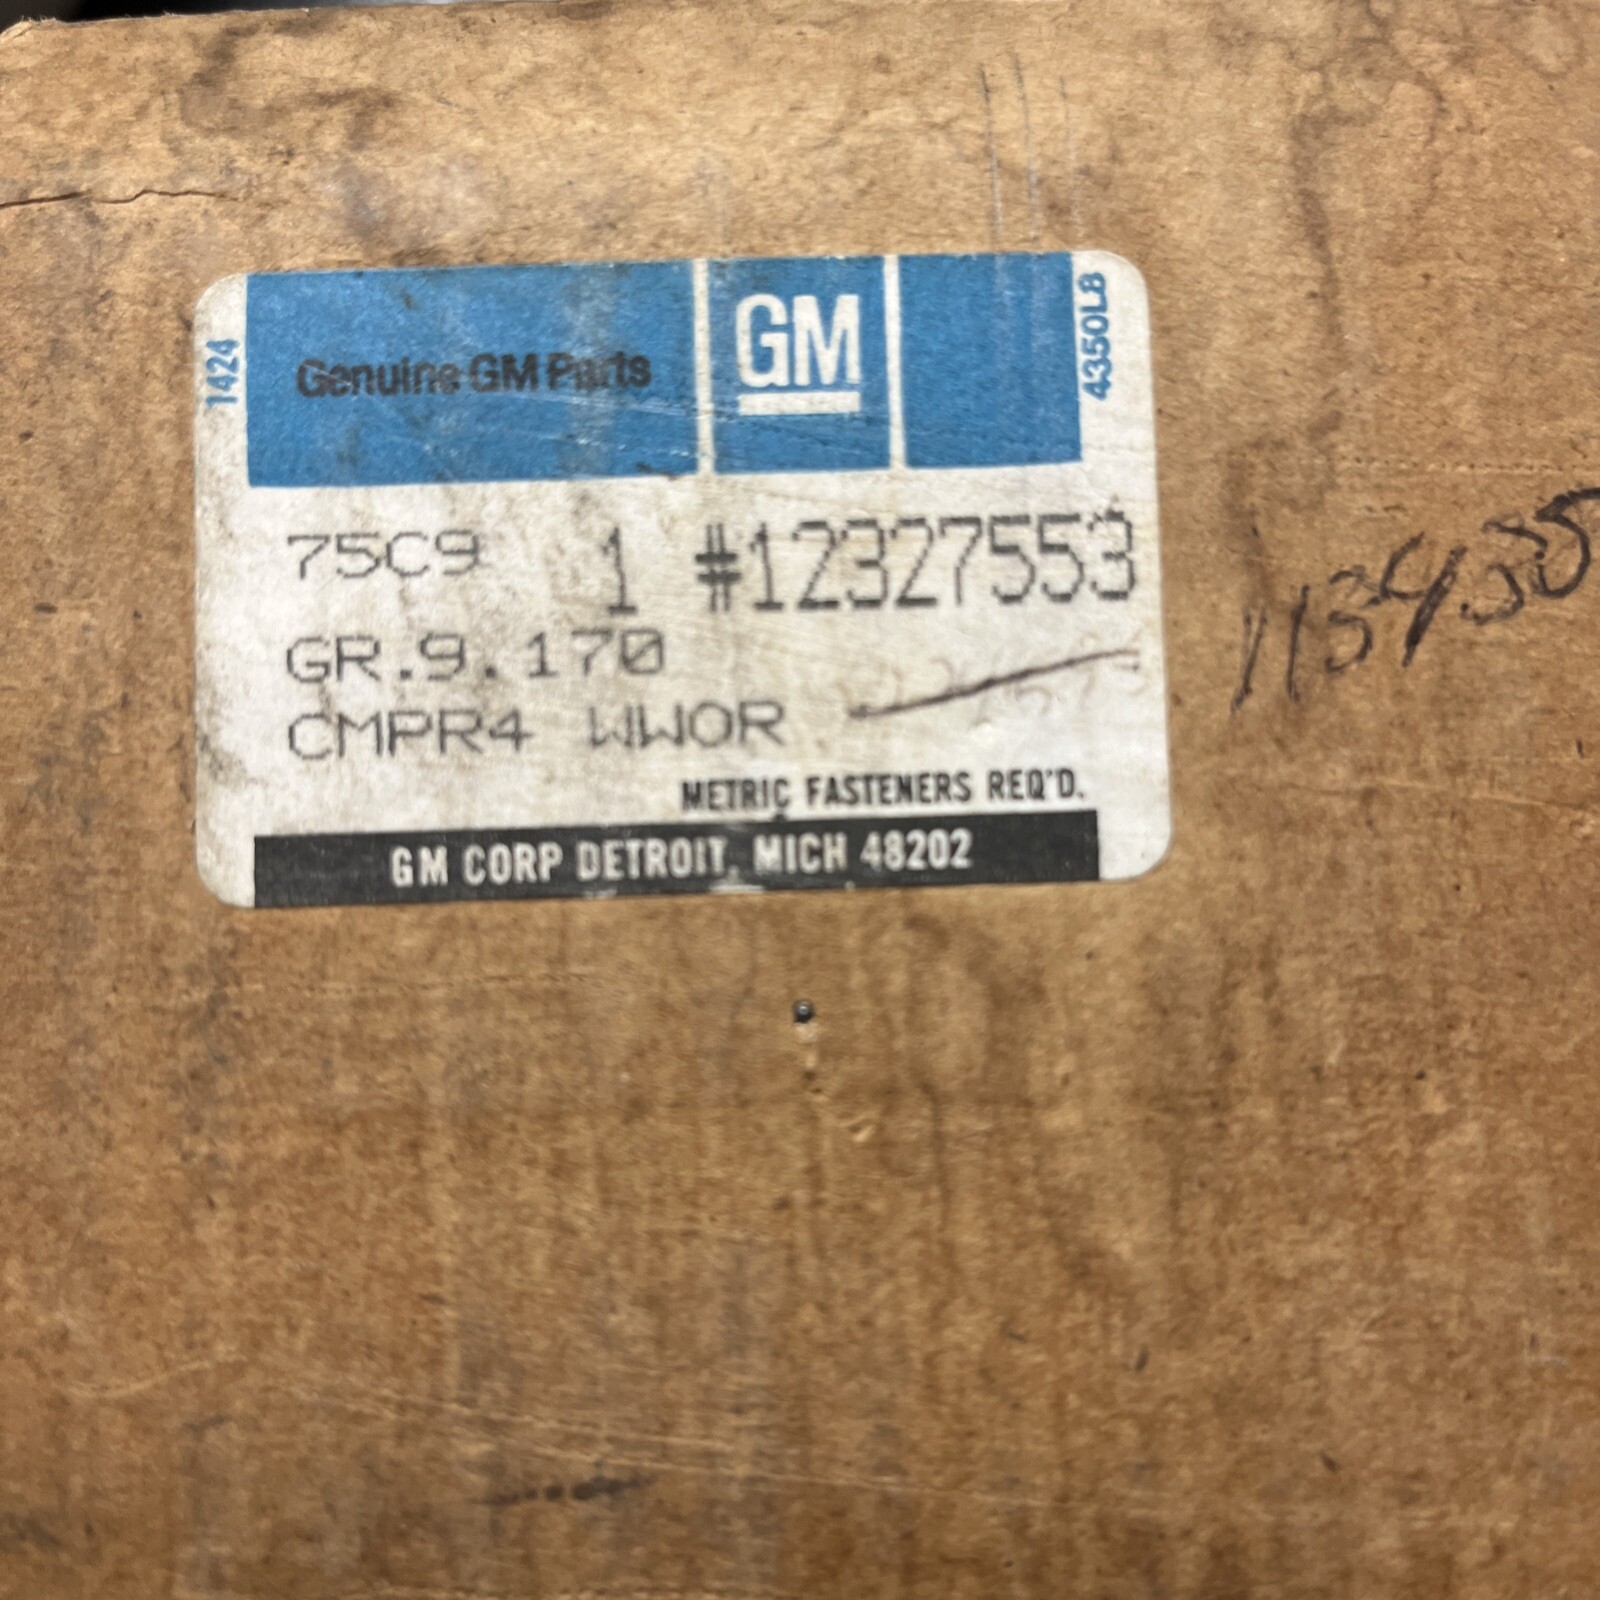 1424
Genuine GM Parts
GM
4350L8
75C9 1 #12327553
GR.9.170
CMPR4 WWOR
METRIC FASTENERS REQ'D.
GM CORP DETROIT, MICH 48202